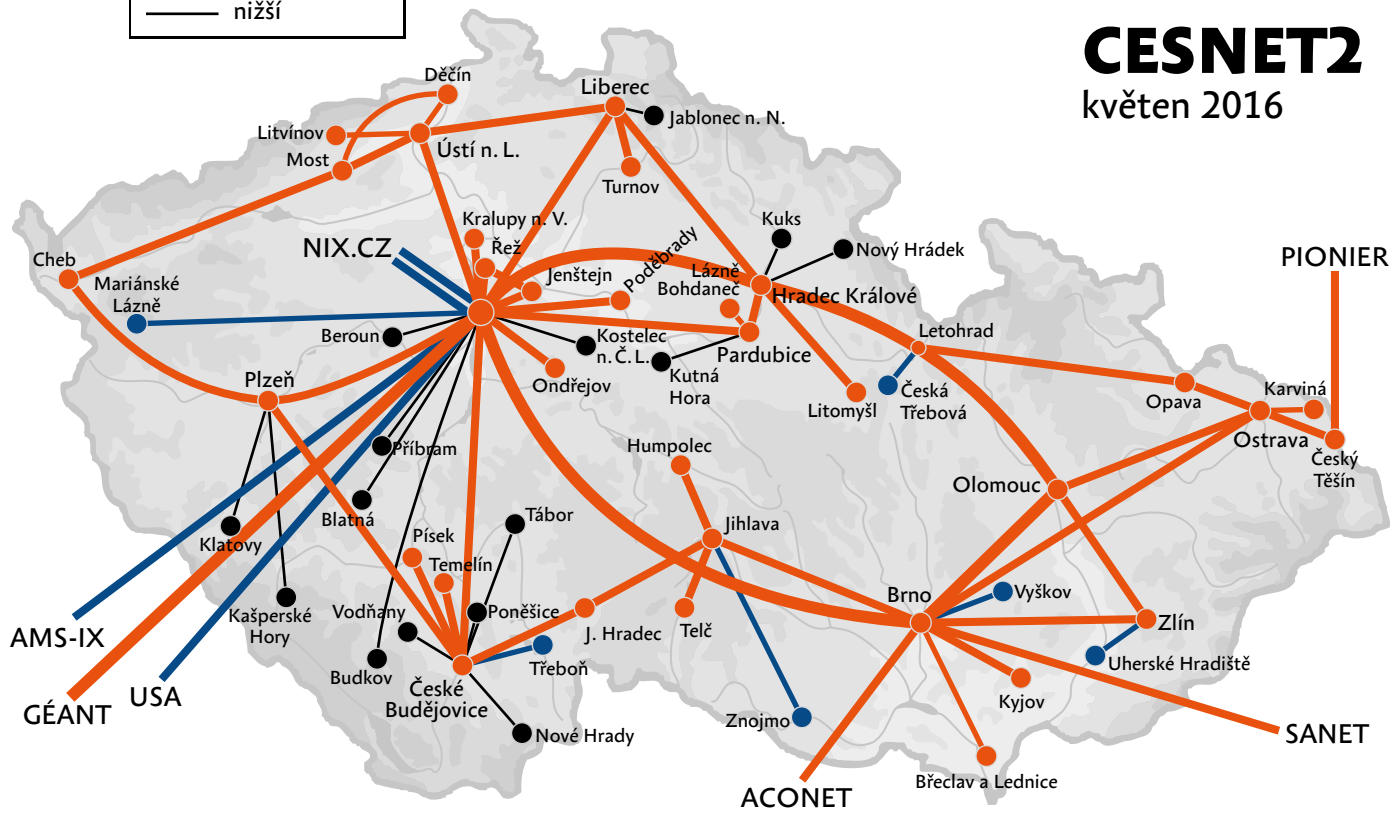 nižší
CESNET2
květen 2016
Děčín
Liberec
Litvínov
Jablonec n. N.
Most
Ústí n. L.
Turnov
Kralupy n. V.
Kuks
NIX.CZ
Řež
Nový Hrádek
PIONIER
Cheb
Jenštejn
Poděbrady
Lázně
Bohdaneč
Mariánské
Lázně
Hradec Králové
Beroun
Kostelec
n. Č. L.
Letohrad
Pardubice
Plzeň
Ondřejov
Kutná
Hora
Litomyšl
Česká
Třebová
Opava
Karviná
Ostrava
Český
Těšín
Příbram
Humpolec
Olomouc
Blatná
Tábor
Jihlava
Klatovy
Písek
Temelín
Brno
Vyškov
Kašperské
Hory
Vodňany
Poněšice
J. Hradec
Telč
Zlín
AMS-IX
Budkov
Třeboň
Uherské Hradiště
GÉANT
USA
České
Budějovice
Kyjov
Znojmo
Nové Hrady
SANET
ACONET
Břeclav a Lednice